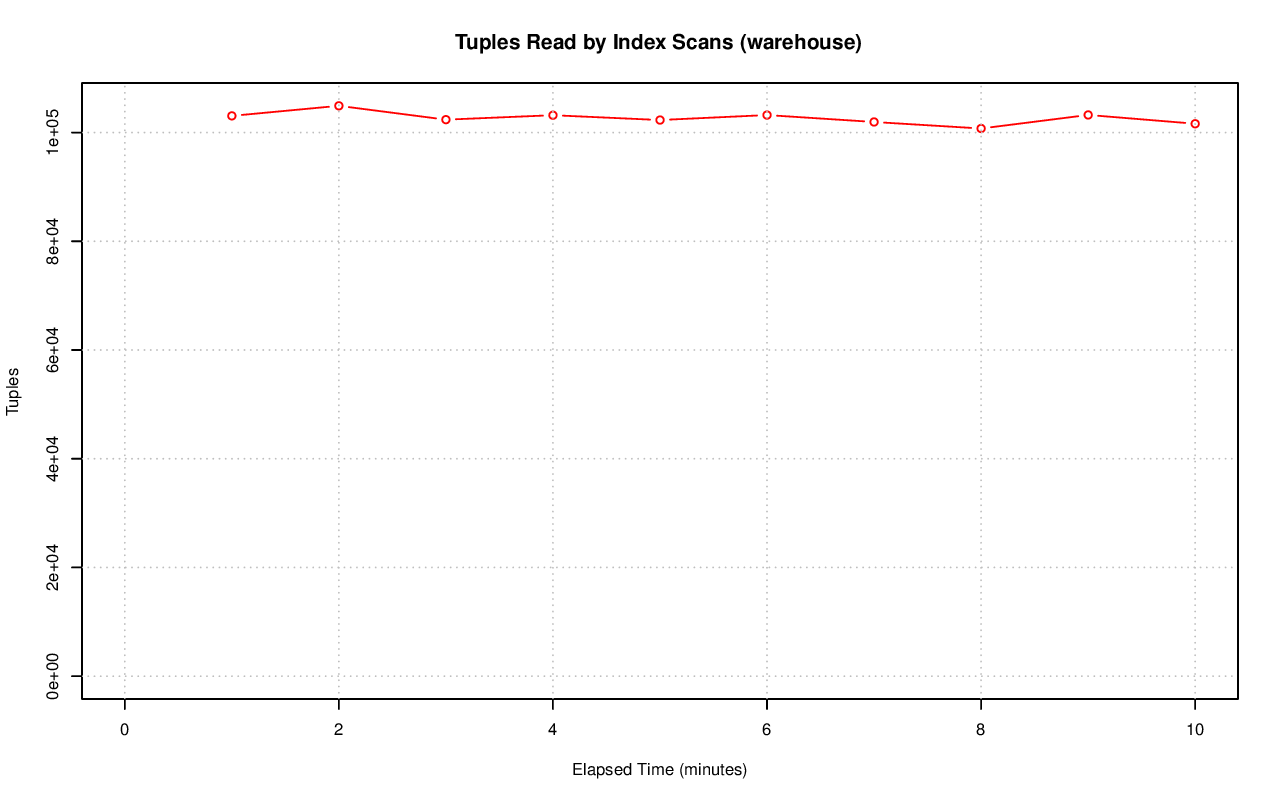 Tuples Read by Index Scans (warehouse)
Tuples
1e+05
8e+04
6e+04
4e+04
2e+04
0e+00
0 2 4 6 8 10
Elapsed Time (minutes)